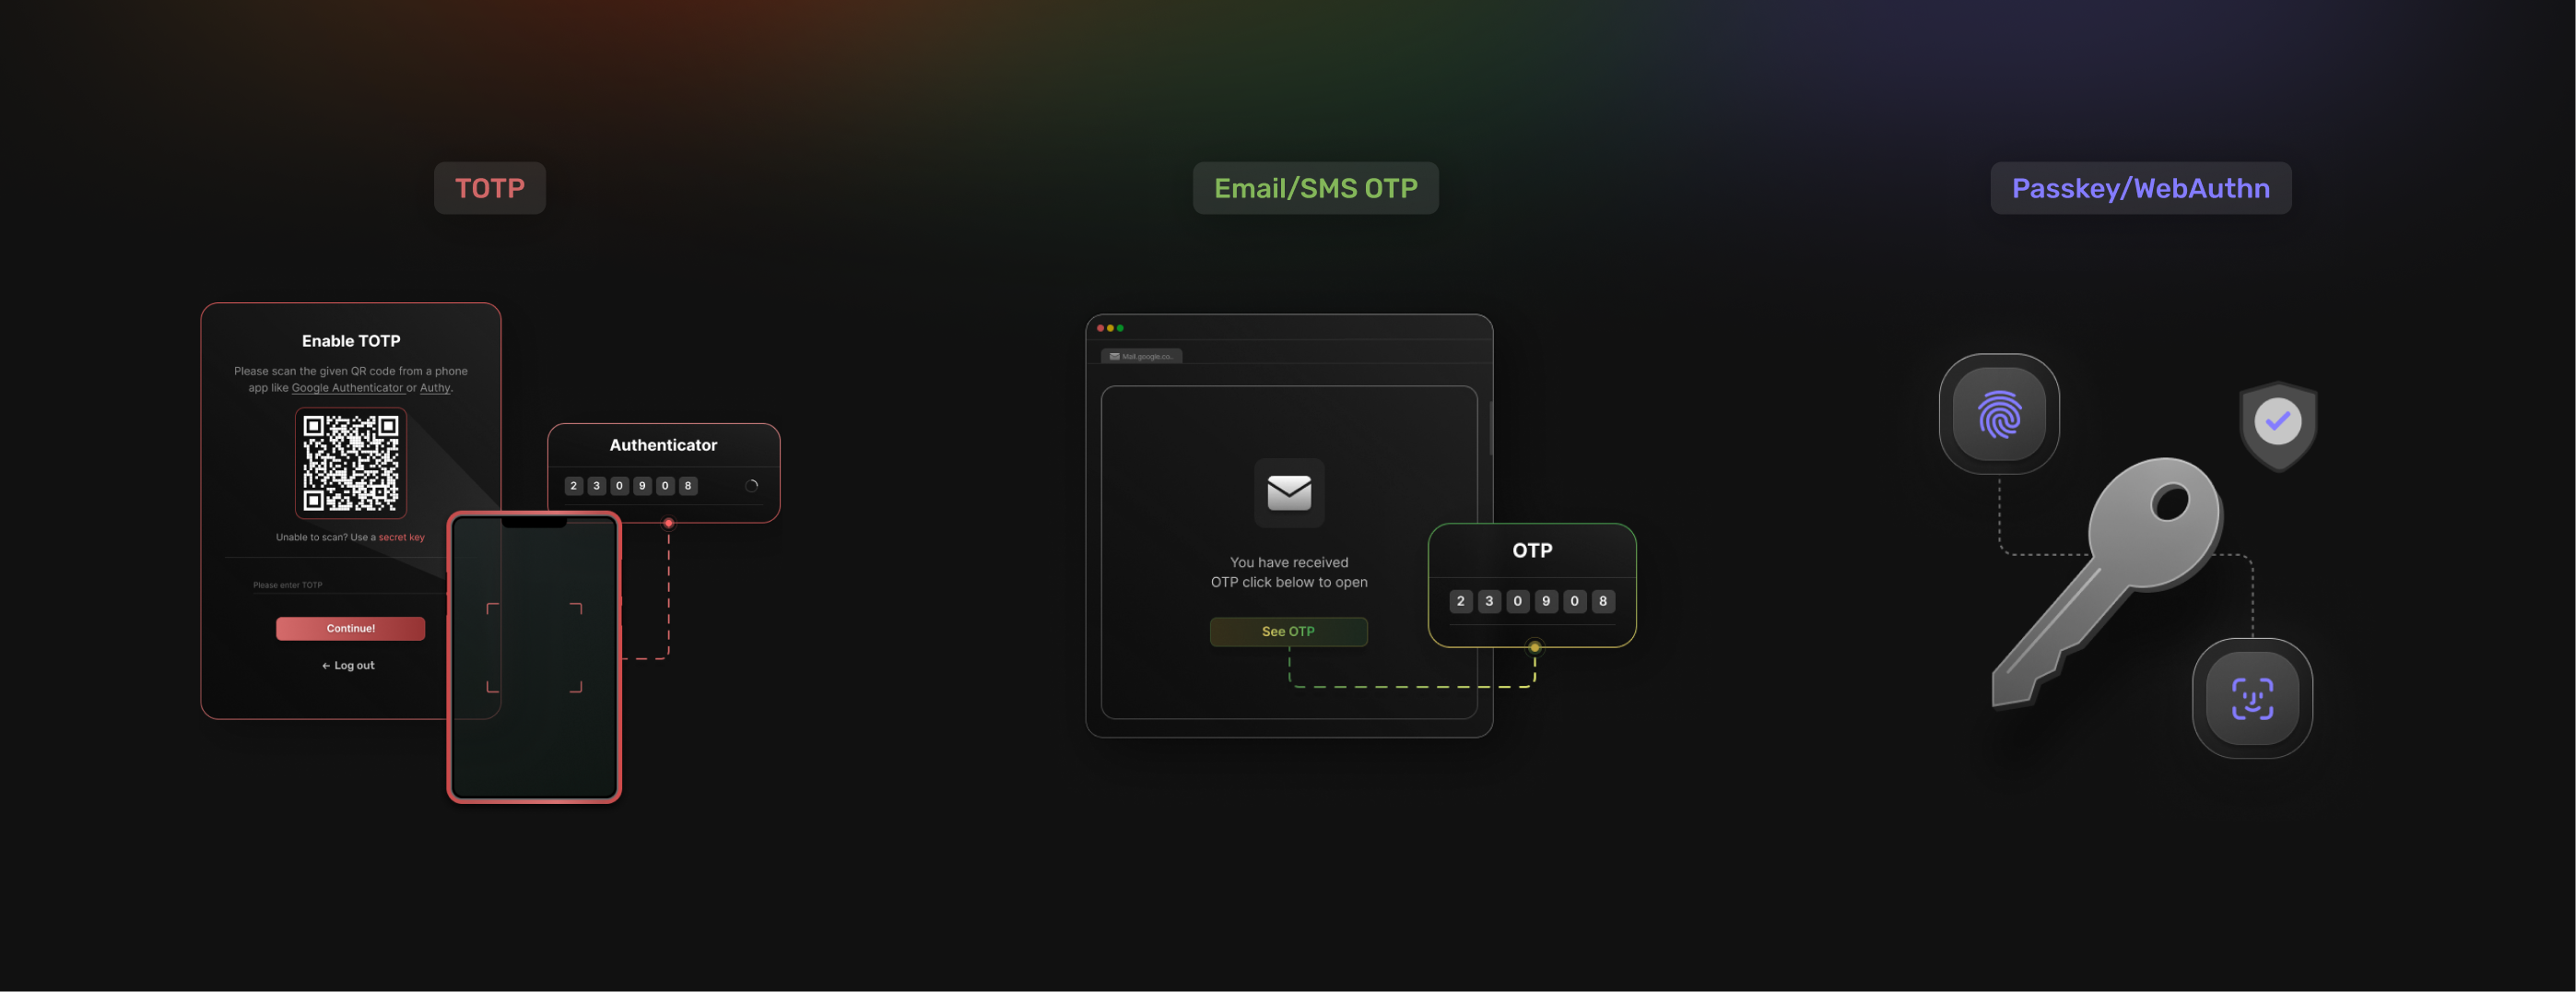 TOTP
Enable TOTP
Please scan the given QR code from a phone
app like Google Authenticator or Authy.
Unable to scan? Use a secret key
Please enter TOTP
Continue!
← Log out
Authenticator
2 3 0 9 0 8
Email/SMS OTP
Mail.google.co..
You have received
OTP click below to open
See OTP
OTP
2 3 0 9 0 8
Passkey/WebAuthn